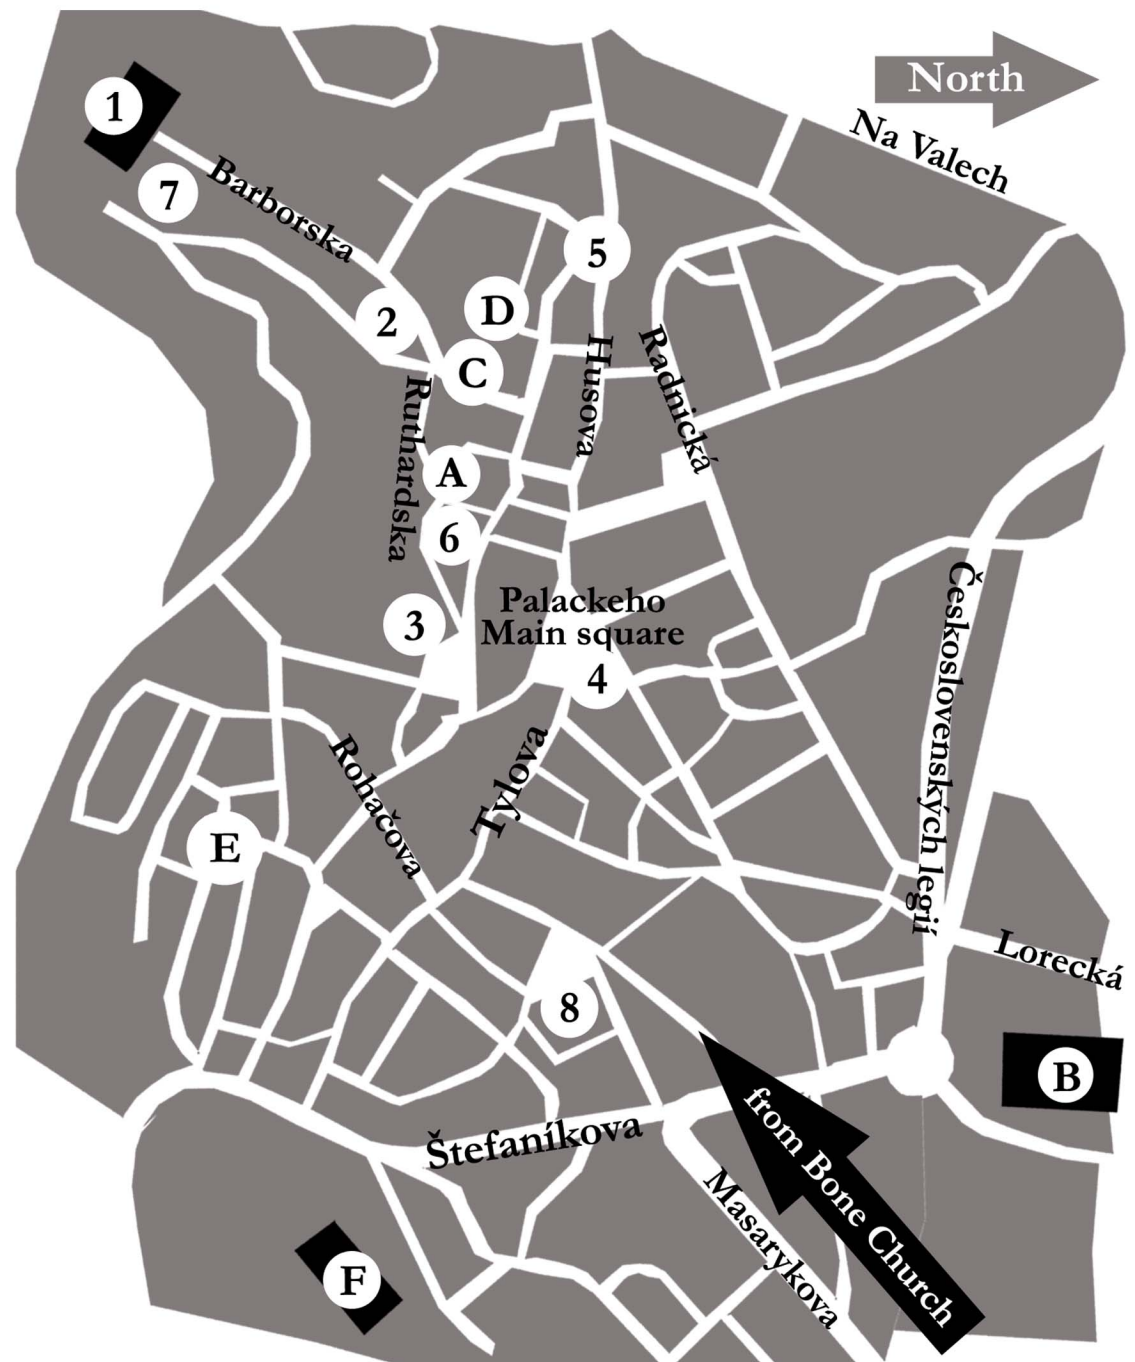 North
Na Valech
1
Barborska
7
5
D
2
C
Husova
Radnická
Ruthardska
A
6
Palackeho
Main square
3
4
Československých legií
Tylova
Rohačova
E
Lorecká
8
B
from Bone Church
Štefaníkova
Masarykova
F